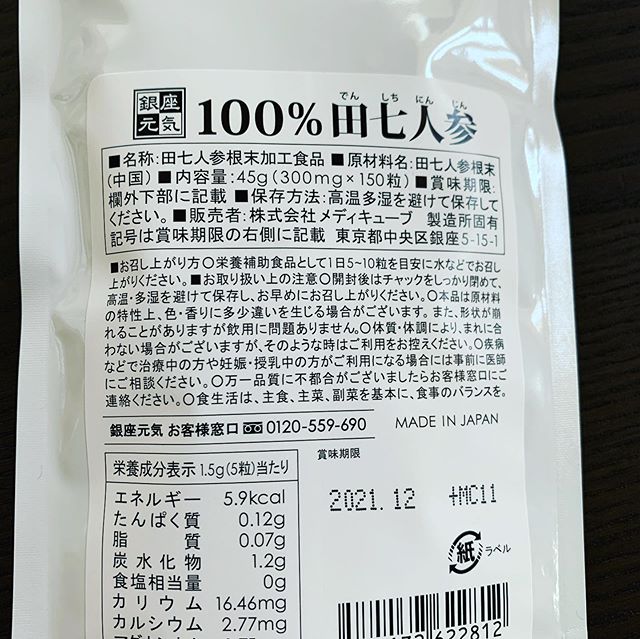 銀座
元気
でん しち にん じん
100%田七人参
■名称:田七人参根末加工食品 ■原材料名:田七人参根末
(中国) ■内容量:45g(300mg×150粒) ■賞味期限:
欄外下部に記載 ■保存方法:高温多湿を避けて保存して
ください。■販売者:株式会社 メディキューブ 製造所固有
記号は賞味期限の右側に記載 東京都中央区銀座5-15-1
■お召し上がり方○栄養補助食品として1日5~10粒を目安に水などでお召し
上がりください。■お取り扱い上の注意○開封後はチャックをしっかり閉めて、
高温・多湿を避けて保存し、お早めにお召し上がりください。○本品は原材料
の特性上、色・香りに多少違いを生じる場合がございます。また、形状が崩
れることがありますが飲用に問題ありません。○体質・体調により、まれに合
わない場合がございますが、そのような時はご利用をお控えください。○疾病
などで治療中の方や妊娠・授乳中の方がご利用になる場合には事前に医師
にご相談ください。○万一品質に不都合がございましたらお客様窓口にご
連絡ください。○食生活は、主食、主菜、副菜を基本に、食事のバランスを。
銀座元気 お客様窓口 0120-559-690 MADE IN JAPAN
栄養成分表示 1.5g(5粒)当たり
エネルギー 5.9kcal
たんぱく質 0.12g
脂質 0.07g
炭水化物 1.2g
食塩相当量 0g
カリウム 16.46mg
カルシウム 2.77mg
賞味期限
2021.12 +MC11
紙 ラベル